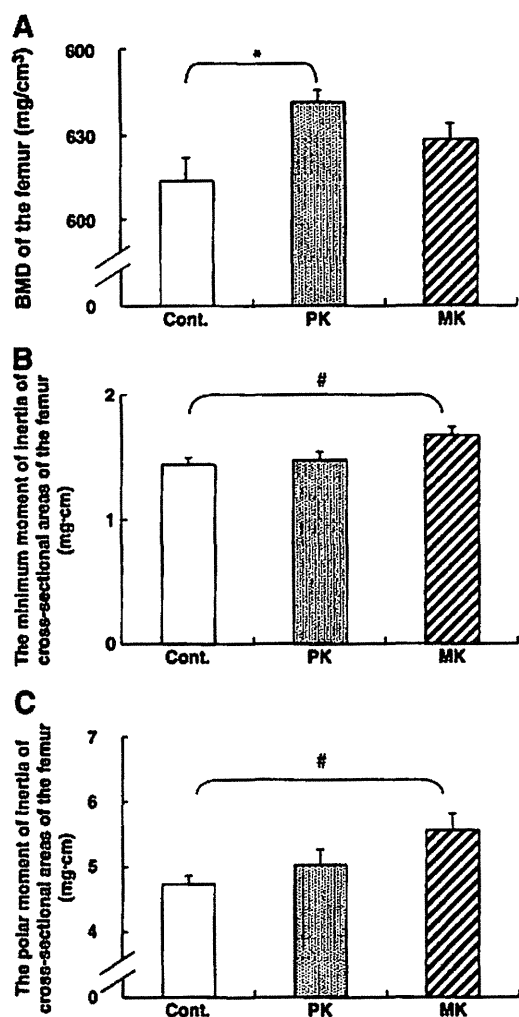 A
BMD of the femur (mg/cm³)
600
630
600
0
*
Cont. PK MK
B
The minimum moment of inertia of
cross-sectional areas of the femur
(mg·cm)
2
1
0
#
Cont. PK MK
C
The polar moment of inertia of
cross-sectional areas of the femur
(mg·cm)
7
6
5
4
0
#
Cont. PK MK